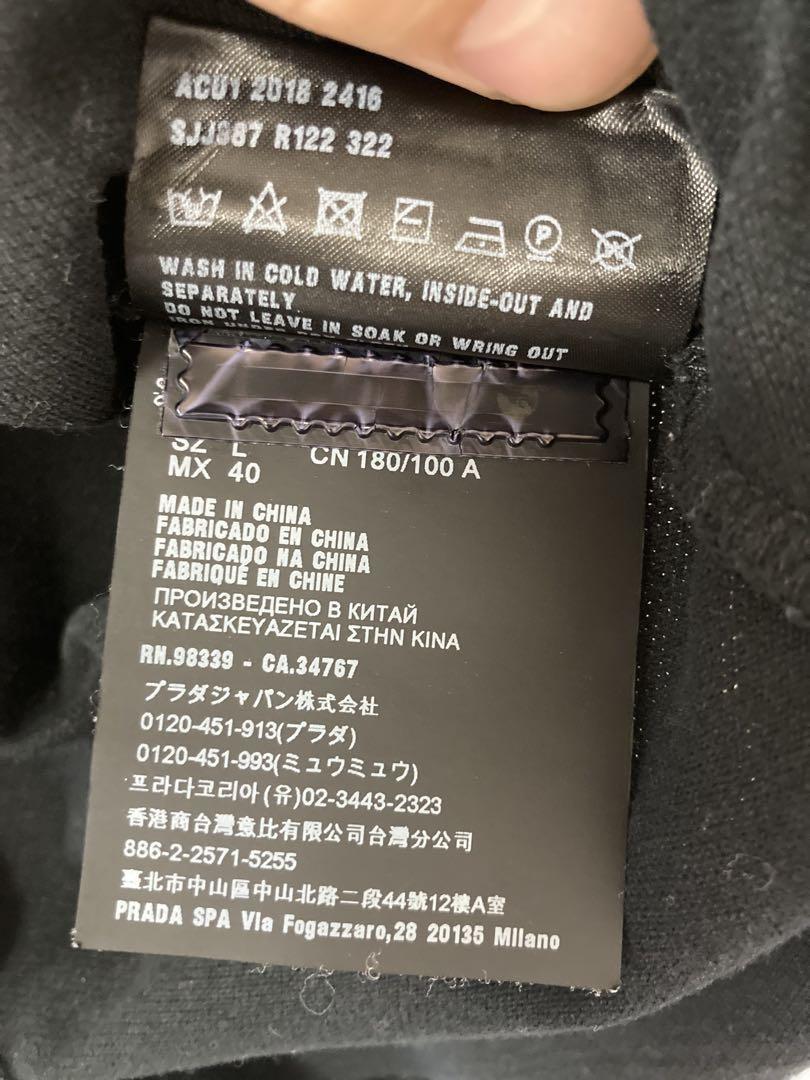 ACU1 2018 2416
SJJ887 R122 322
P
WASH IN COLD WATER, INSIDE-OUT AND
SEPARATELY
DO NOT LEAVE IN SOAK OR WRING OUT
SZ L
MX 40
CN 180/100 A
MADE IN CHINA
FABRICADO EN CHINA
FABRICADO NA CHINA
FABRIQUÉ EN CHINE
ПРОИЗВЕДЕНО В КИТАЙ
ΚΑΤΑΣΚΕΥΑΖΕΤΑΙ ΣΤΗΝ ΚΙΝΑ
RN.98339 - CA.34767
プラダジャパン株式会社
0120-451-913(プラダ)
0120-451-993(ミュウミュウ)
프라다코리아(유)02-3443-2323
香港商台灣意比有限公司台灣分公司
886-2-2571-5255
臺北市中山區中山北路二段44號12樓A室
PRADA SPA Via Fogazzaro,28 20135 Milano